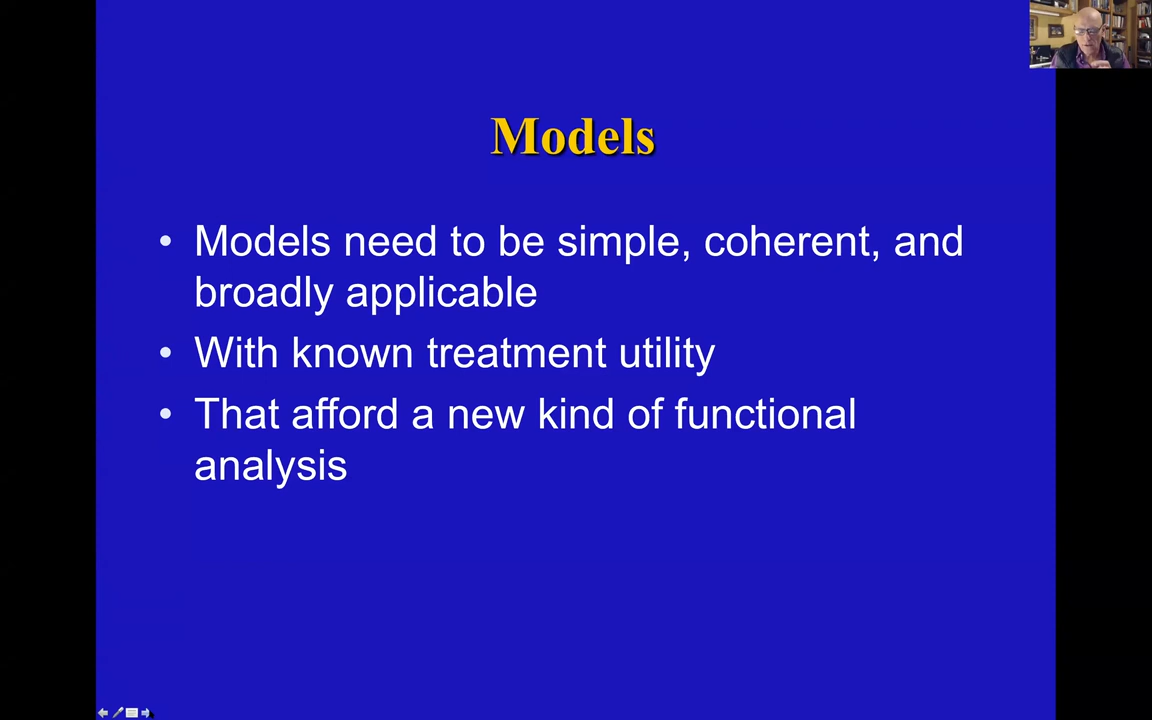 Models
• Models need to be simple, coherent, and
broadly applicable
• With known treatment utility
• That afford a new kind of functional
analysis